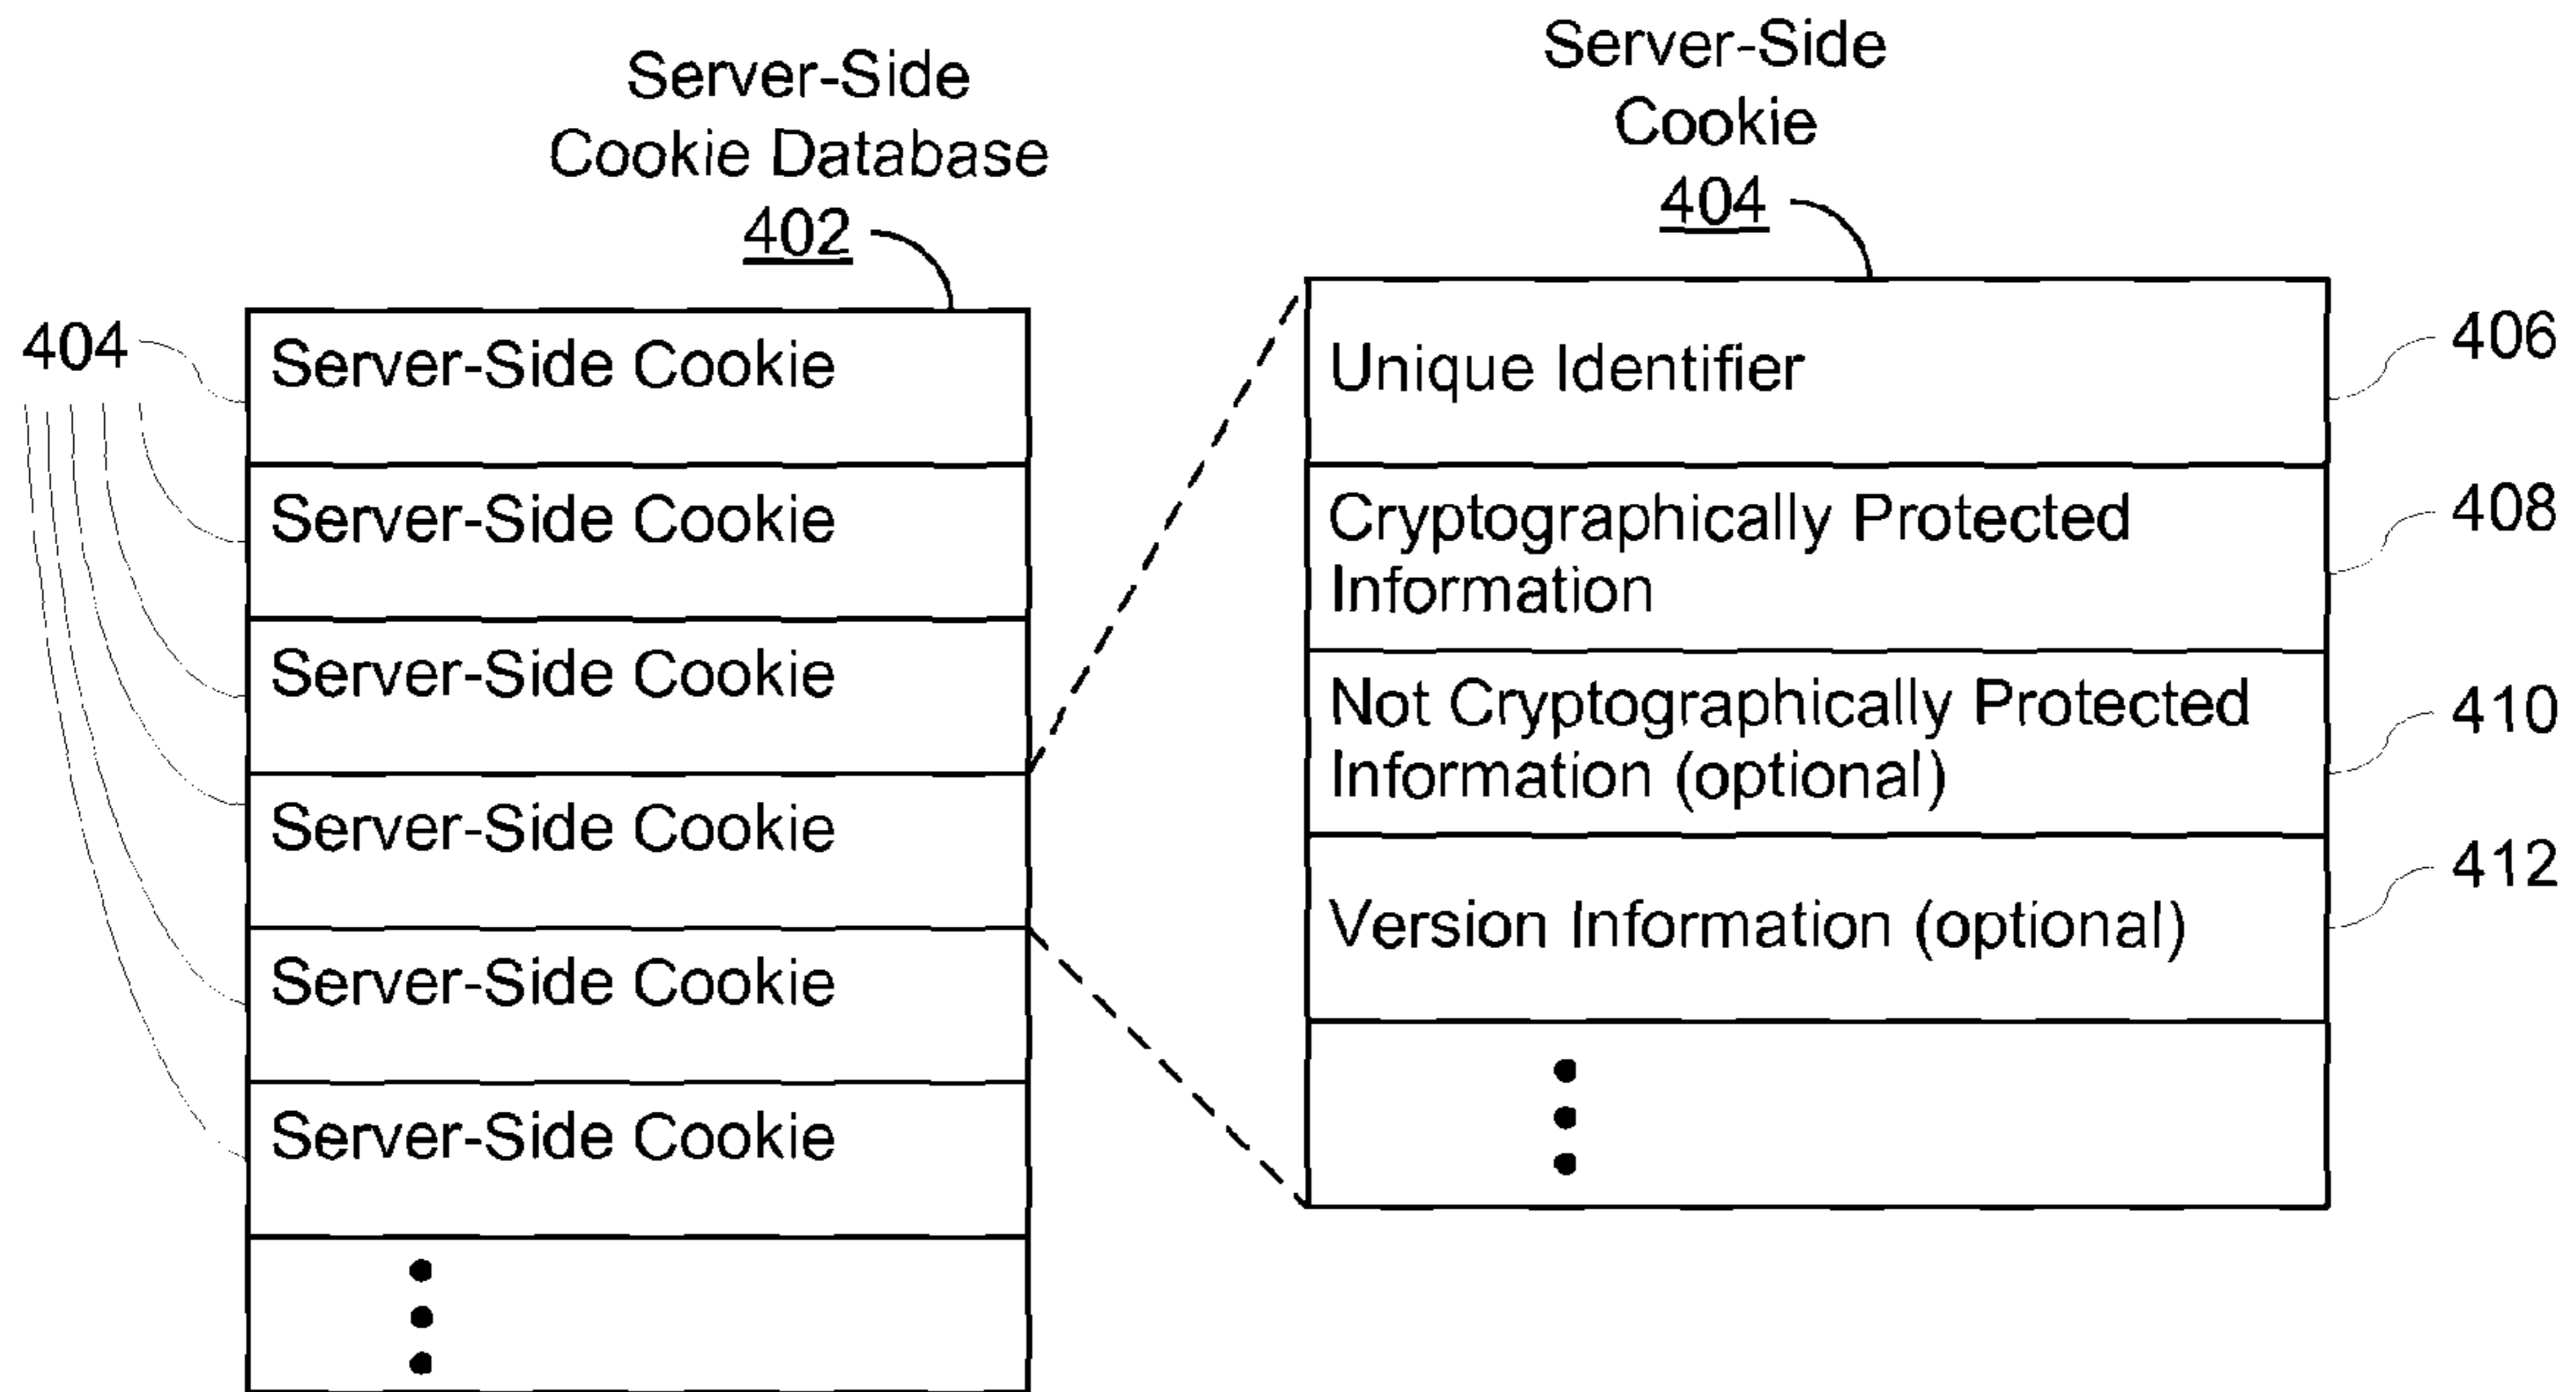 Server-Side
Cookie Database
402
404
Server-Side Cookie
Server-Side Cookie
Server-Side Cookie
Server-Side Cookie
Server-Side Cookie
Server-Side Cookie
Server-Side
Cookie
404
Unique Identifier
406
Cryptographically Protected
Information
408
Not Cryptographically Protected
Information (optional)
410
Version Information (optional)
412